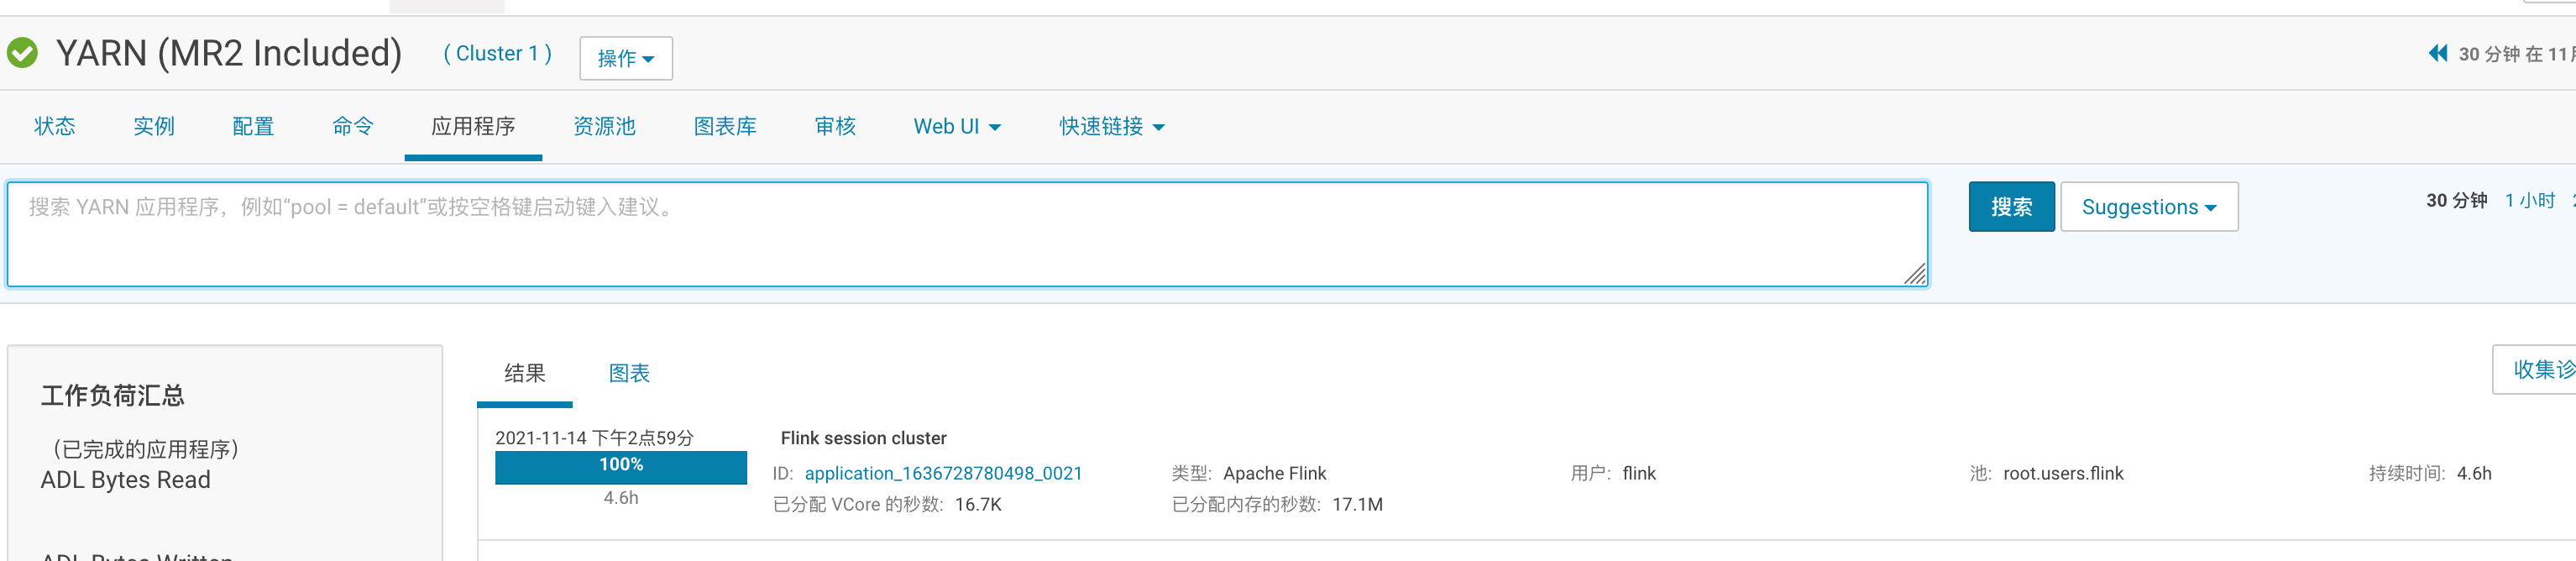 YARN (MR2 Included) ( Cluster 1 ) 操作 30 分钟 在 11
状态 实例 配置 命令 应用程序 资源池 图表库 审核 Web UI 快速链接
搜索 YARN 应用程序，例如“pool = default”或按空格键启动键入建议。 搜索 Suggestions 30 分钟 1 小时
结果 图表 收集诊
工作负荷汇总
（已完成的应用程序）
ADL Bytes Read
ADL Bytes Written
2021-11-14 下午2点59分 Flink session cluster
100%
4.6h
ID: application_1636728780498_0021 类型: Apache Flink 用户: flink 池: root.users.flink 持续时间: 4.6h
已分配 VCore 的秒数: 16.7K 已分配内存的秒数: 17.1M